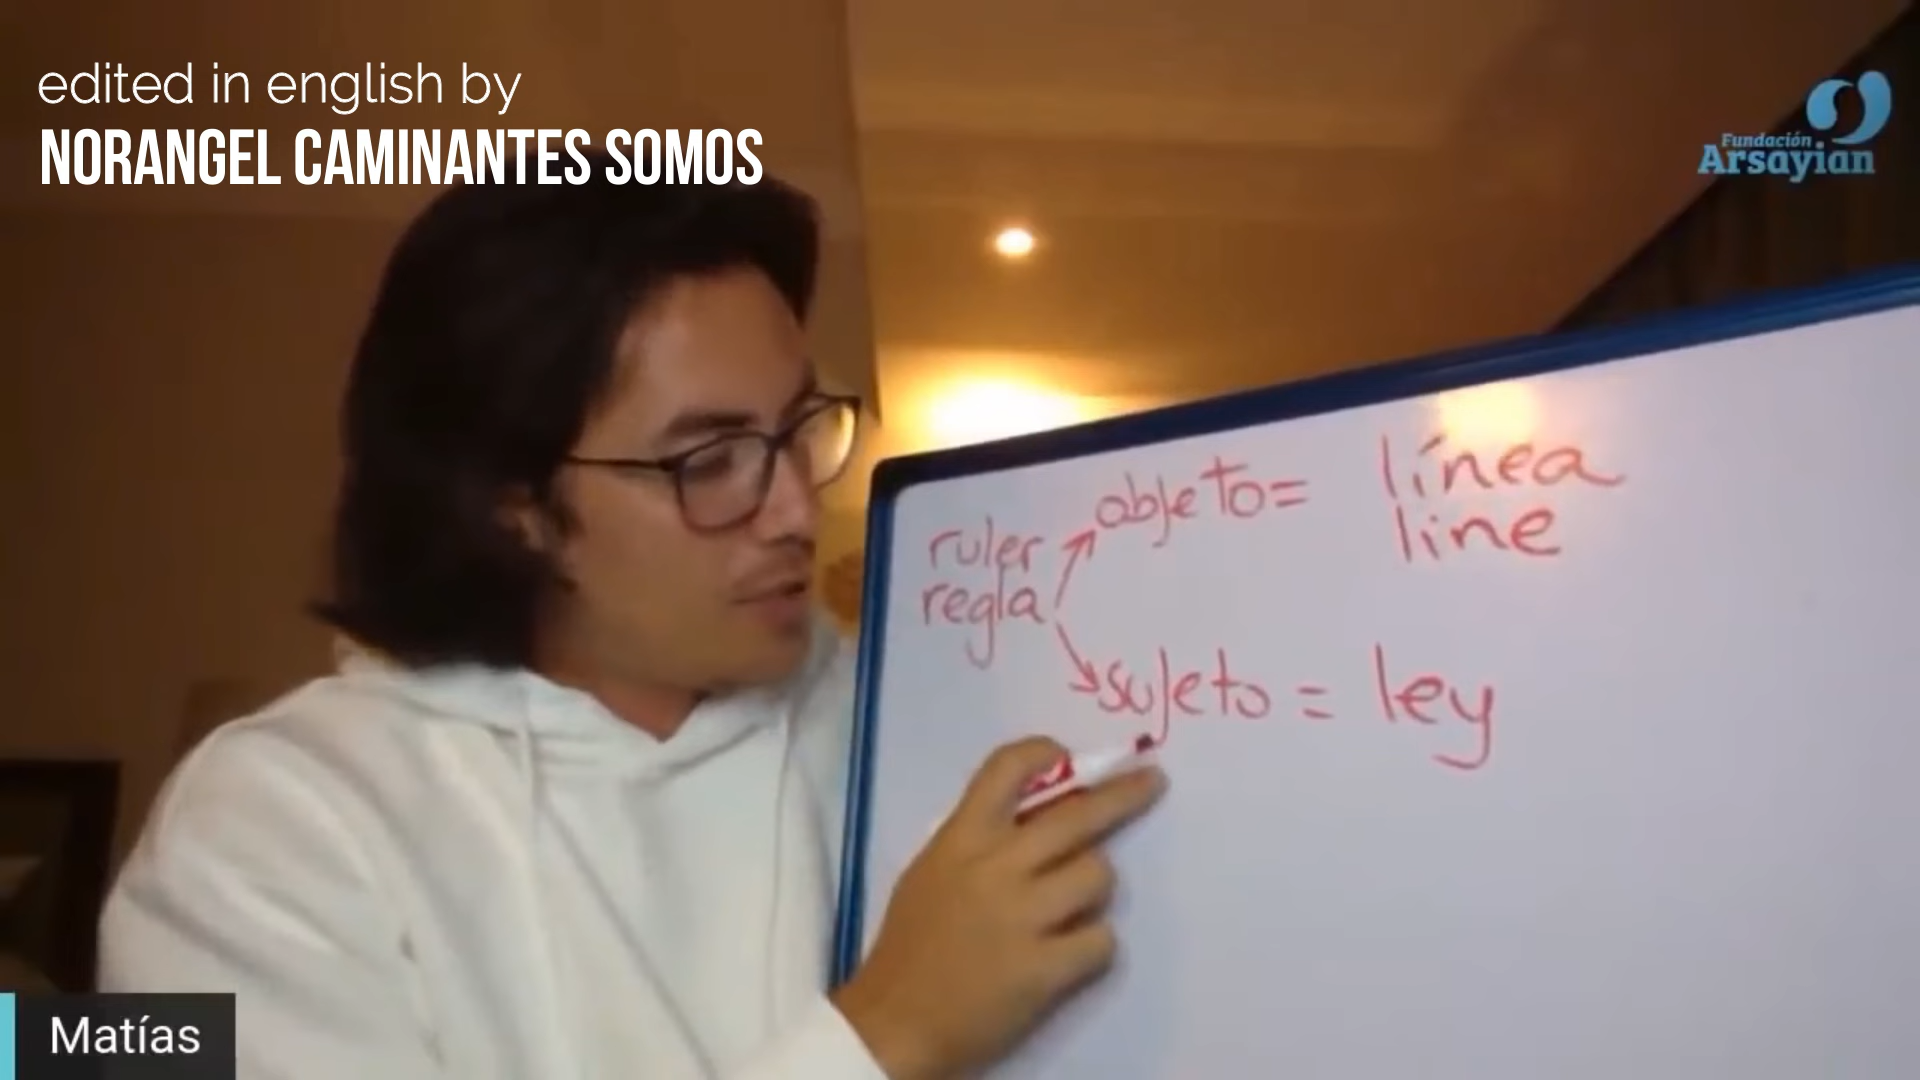 edited in english by
NORANGEL CAMINANTES SOMOS
Fundación
Arsayian
ruler
regla
objeto = línea
line
sujeto = ley
Matías